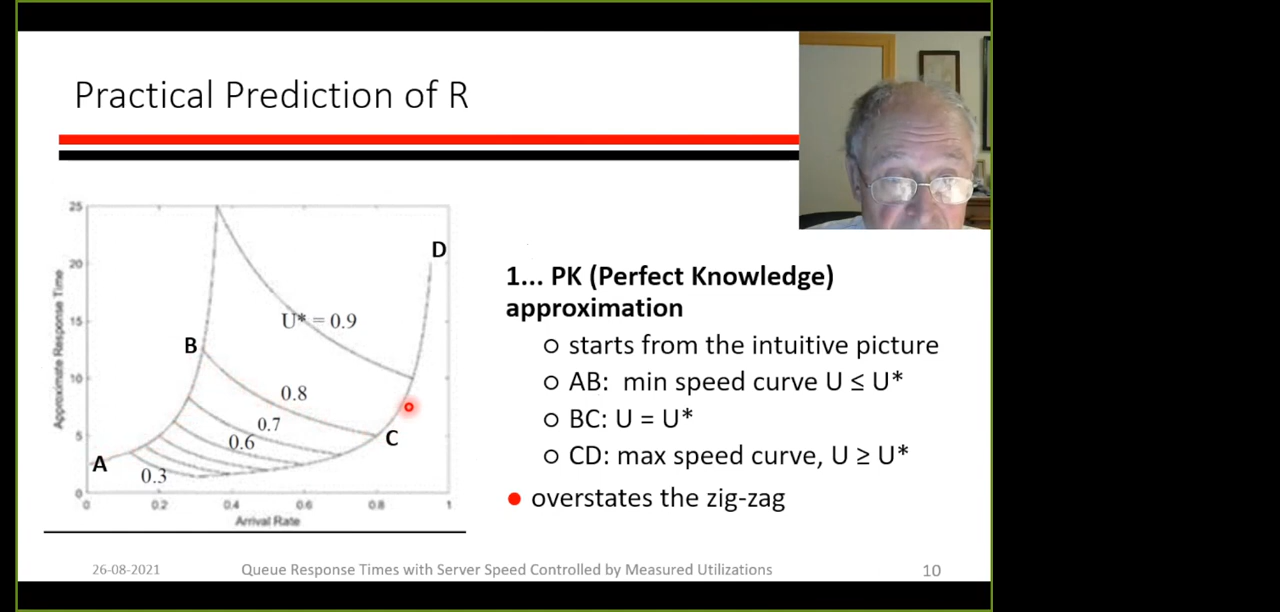 Practical Prediction of R
25
20
15
10
5
0
Approximate Response Time
0
0.2
0.4
0.6
0.8
1
Arrival Rate
A
B
C
D
U* = 0.9
0.8
0.7
0.6
0.3
1... PK (Perfect Knowledge)
approximation
starts from the intuitive picture
AB: min speed curve U ≤ U*
BC: U = U*
CD: max speed curve, U ≥ U*
overstates the zig-zag
26-08-2021
Queue Response Times with Server Speed Controlled by Measured Utilizations
10